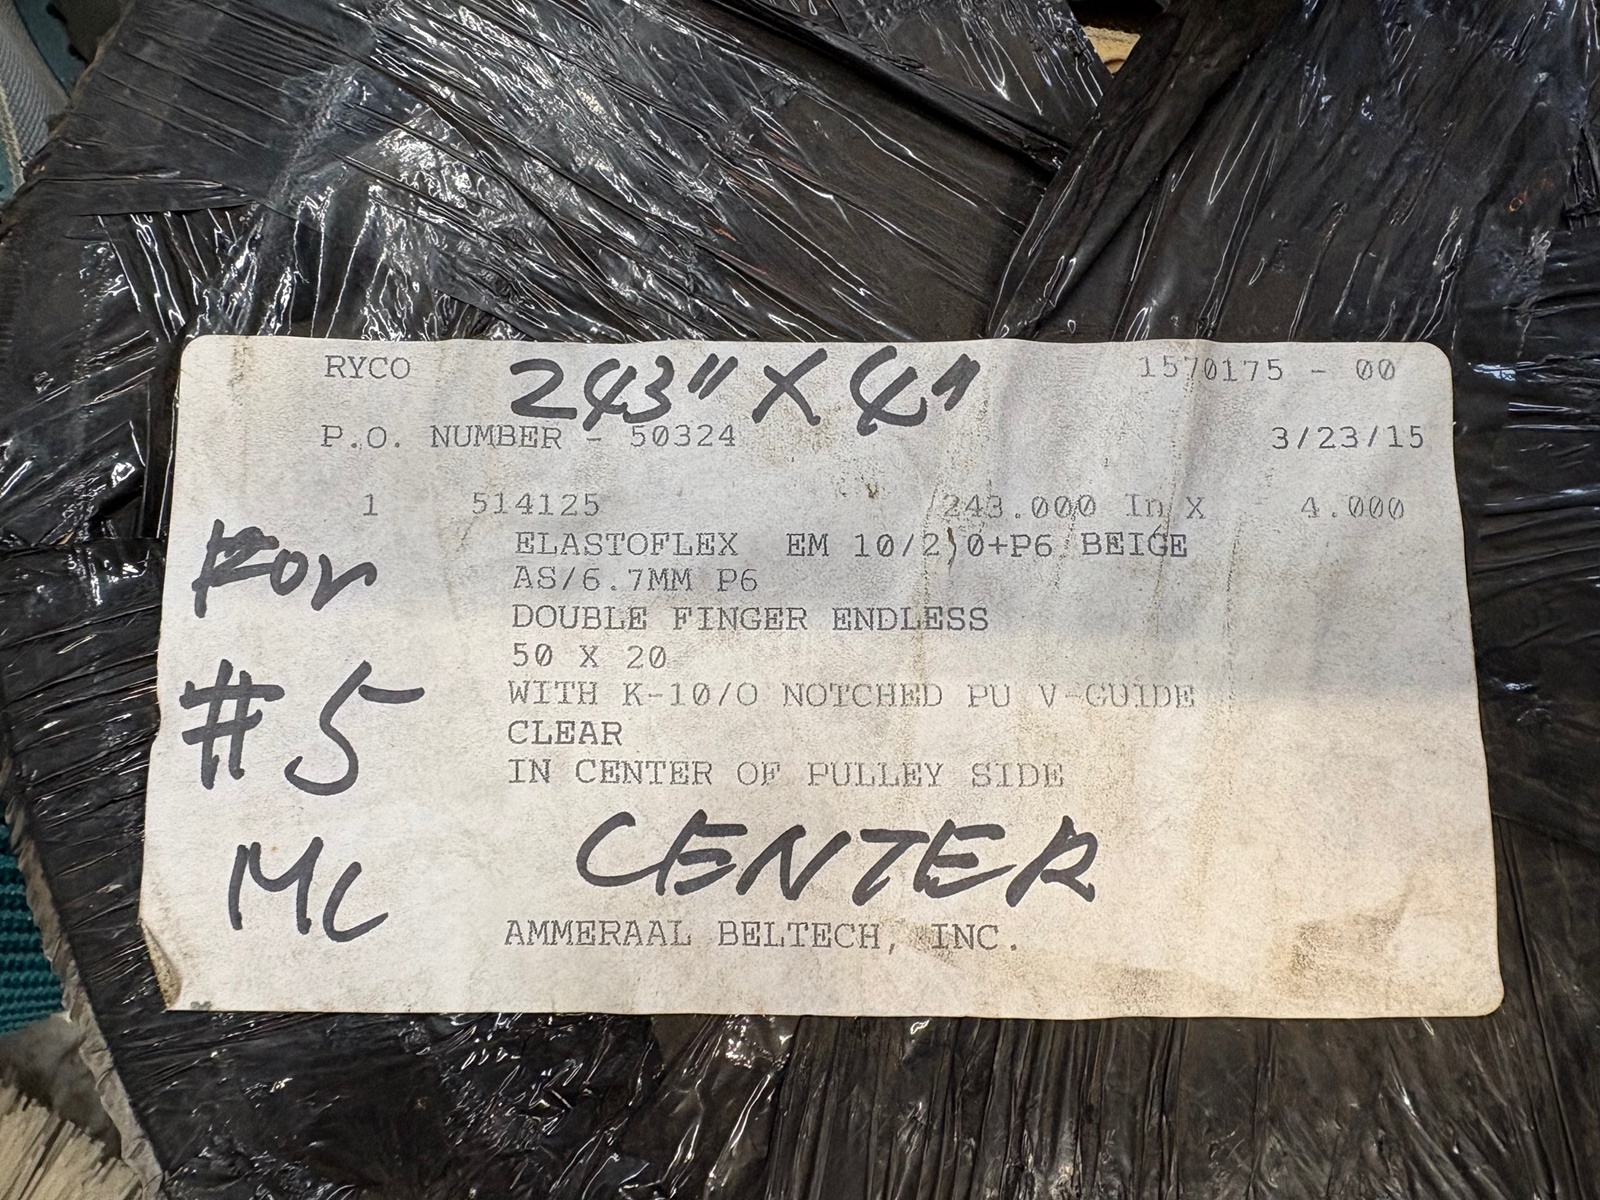 RYCO 243" X 4" 1570175 - 00
P.O. NUMBER - 50324 3/23/15
1 514125 243.000 In X 4.000
ELASTOFLEX EM 10/2 0+P6 BEIGE
AS/6.7MM P6
For
DOUBLE FINGER ENDLESS
50 X 20
#5
WITH K-10/O NOTCHED PU V-GUIDE
CLEAR
IN CENTER OF PULLEY SIDE
MC CENTER
AMMERAAL BELTECH, INC.